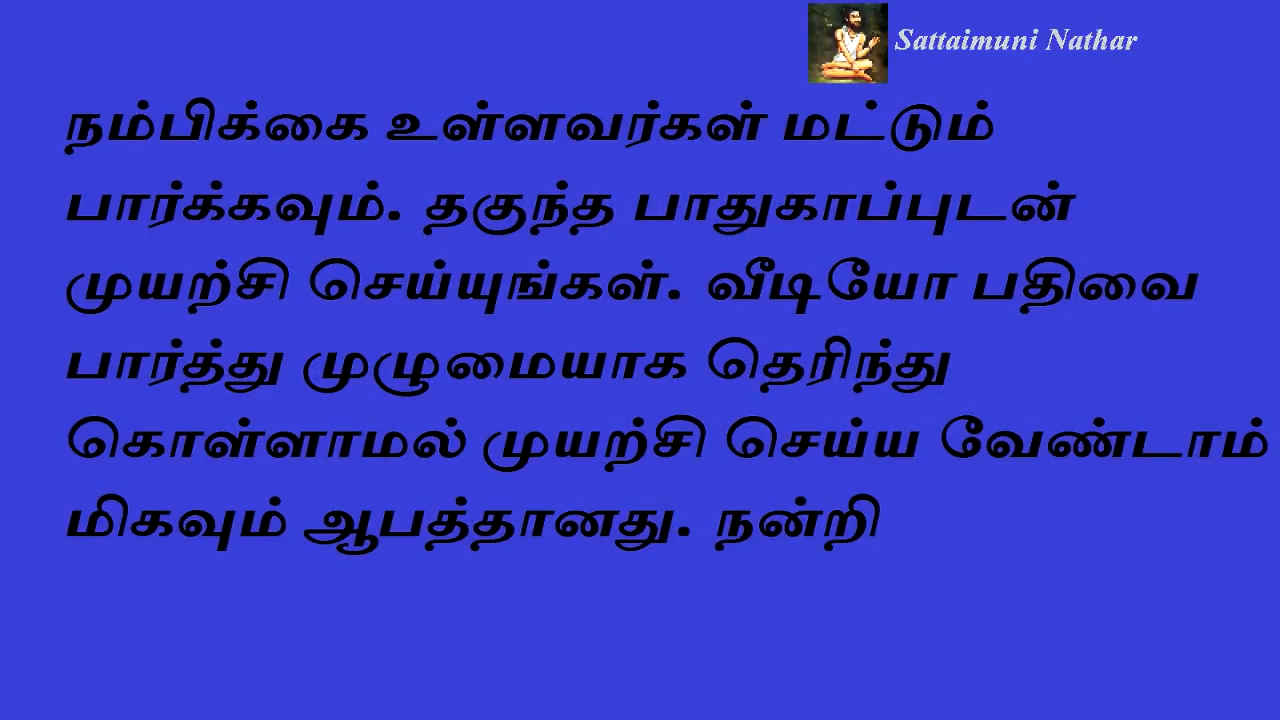 Sattaimuni Nathar
நம்பிக்கை உள்ளவர்கள் மட்டும்
பார்க்கவும். தகுந்த பாதுகாப்புடன்
முயற்சி செய்யுங்கள். வீடியோ பதிவை
பார்த்து முழுமையாக தெரிந்து
கொள்ளாமல் முயற்சி செய்ய வேண்டாம்
மிகவும் ஆபத்தானது. நன்றி